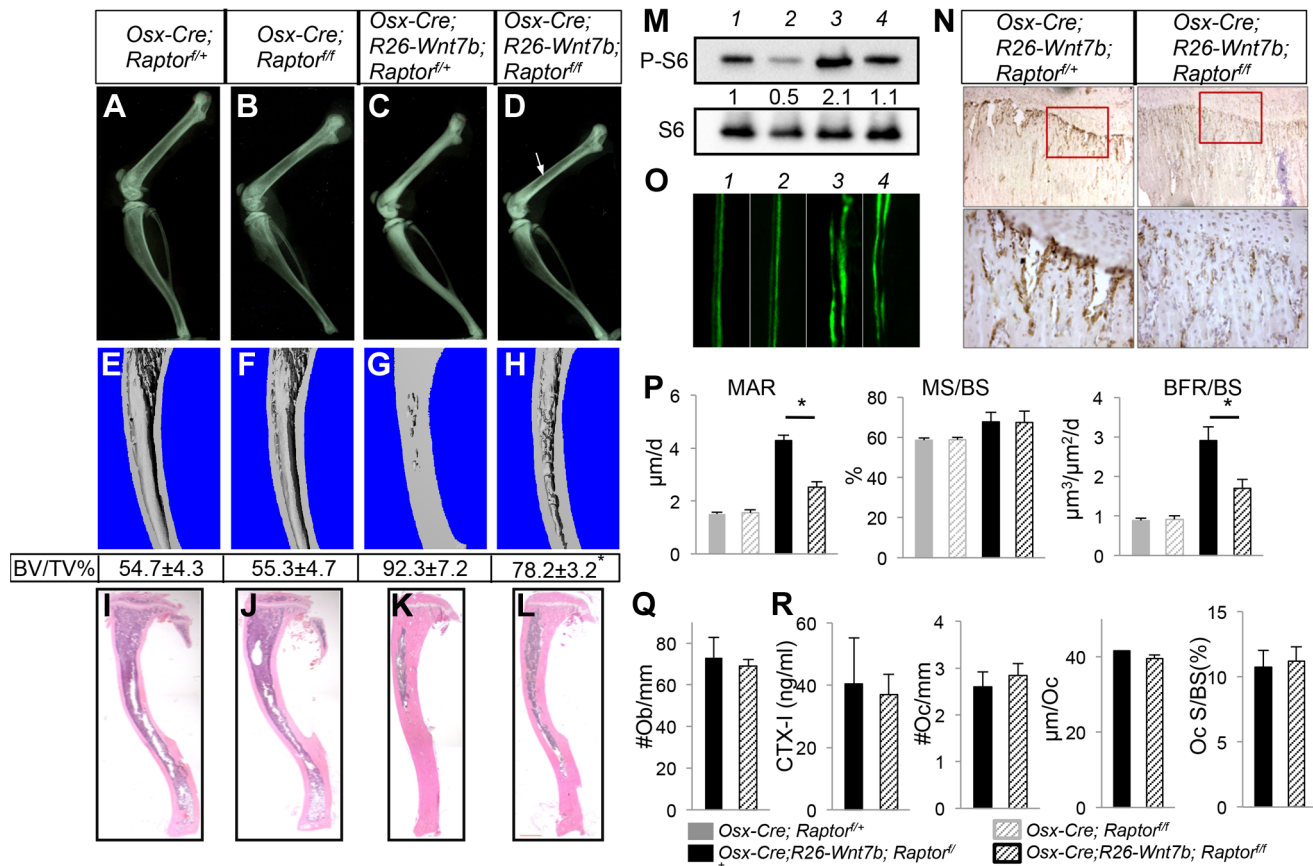 Osx-Cre;
Raptorf/+
Osx-Cre;
Raptorf/f
Osx-Cre;
R26-Wnt7b;
Raptorf/+
Osx-Cre;
R26-Wnt7b;
Raptorf/f
A
B
C
D
E
F
G
H
BV/TV%
54.7±4.3
55.3±4.7
92.3±7.2
78.2±3.2*
I
J
K
L
M
1 2 3 4
P-S6
1 0.5 2.1 1.1
S6
O
1 2 3 4
N
Osx-Cre;
R26-Wnt7b;
Raptorf/+
Osx-Cre;
R26-Wnt7b;
Raptorf/f
P
MAR
µm/d
6
4
2
0
*
MS/BS
%
80
60
40
20
0
BFR/BS
µm³/µm²/d
4
3
2
1
0
*
Q
#Ob/mm
80
60
40
20
0
R
CTX-I (ng/ml)
60
40
20
0
#Oc/mm
4
3
2
1
0
µm/Oc
40
20
0
Oc S/BS(%)
15
10
5
0
Osx-Cre; Raptorf/+
Osx-Cre; Raptorf/f
Osx-Cre;R26-Wnt7b; Raptorf/
+
Osx-Cre;R26-Wnt7b; Raptorf/f